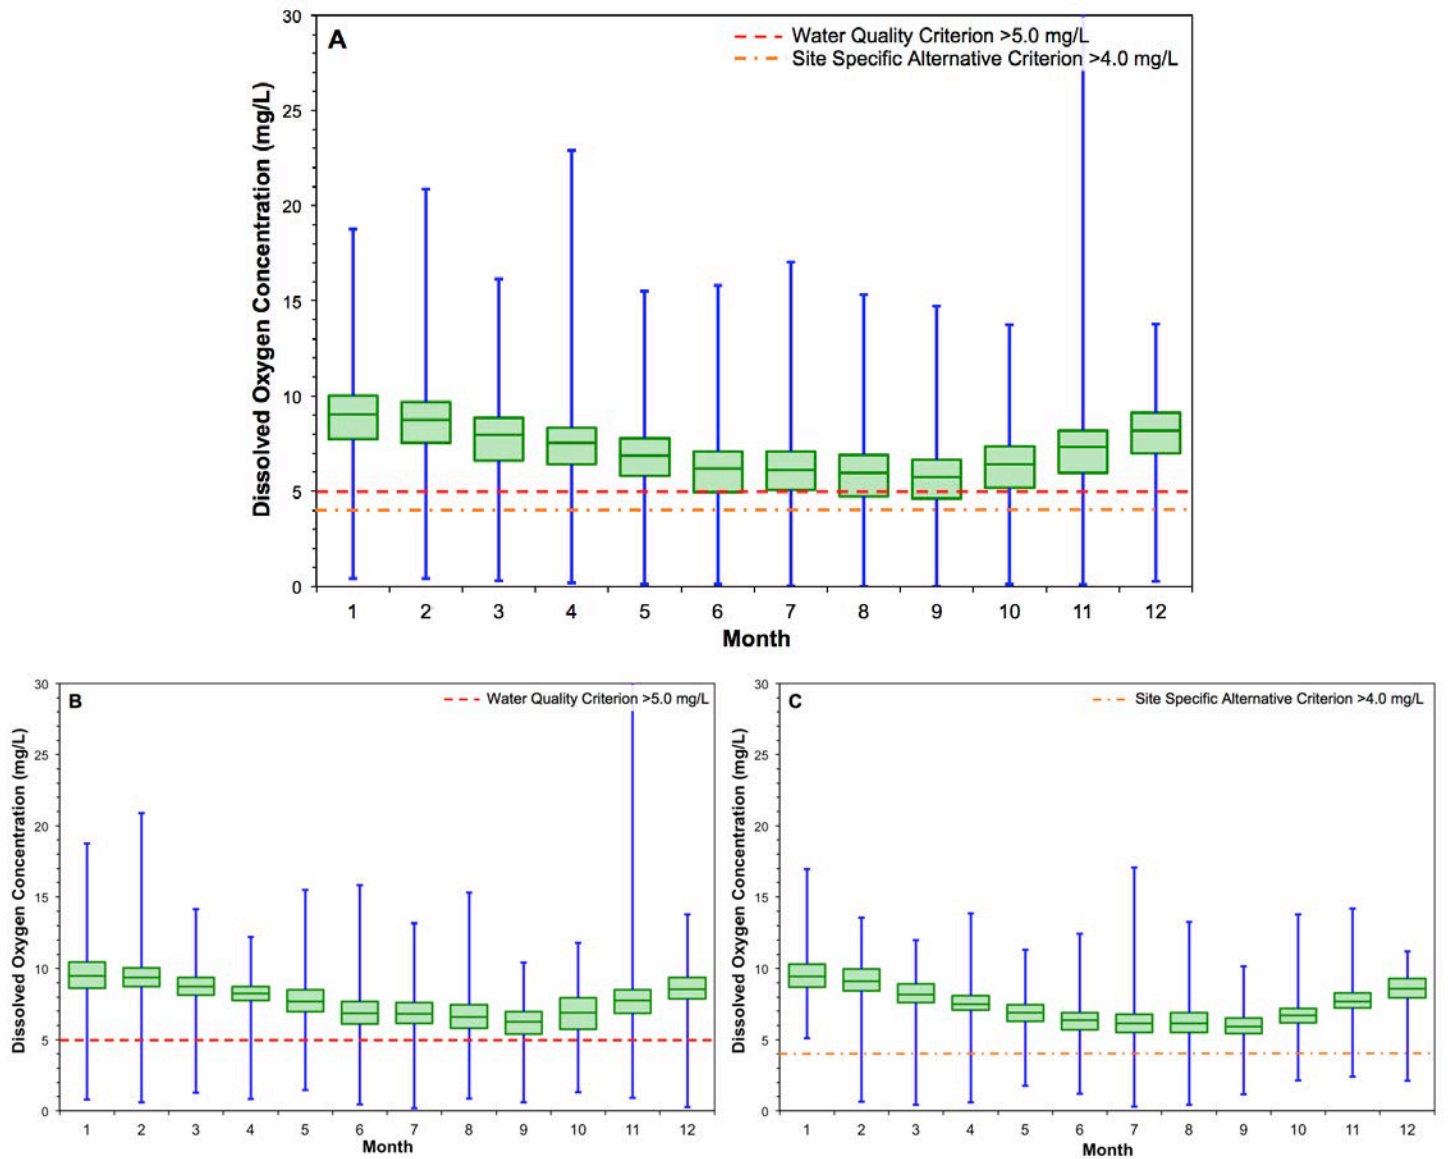 A
Water Quality Criterion >5.0 mg/L
Site Specific Alternative Criterion >4.0 mg/L
Dissolved Oxygen Concentration (mg/L)
30
25
20
15
10
5
0
1 2 3 4 5 6 7 8 9 10 11 12
Month
B
Water Quality Criterion >5.0 mg/L
Dissolved Oxygen Concentration (mg/L)
30
25
20
15
10
5
0
1 2 3 4 5 6 7 8 9 10 11 12
Month
C
Site Specific Alternative Criterion >4.0 mg/L
Dissolved Oxygen Concentration (mg/L)
30
25
20
15
10
5
0
1 2 3 4 5 6 7 8 9 10 11 12
Month